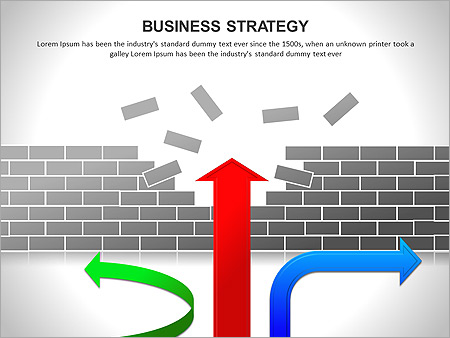 BUSINESS STRATEGY
Lorem Ipsum has been the industry's standard dummy text ever since the 1500s, when an unknown printer took a galley
Lorem Ipsum has been the industry's standard dummy text ever